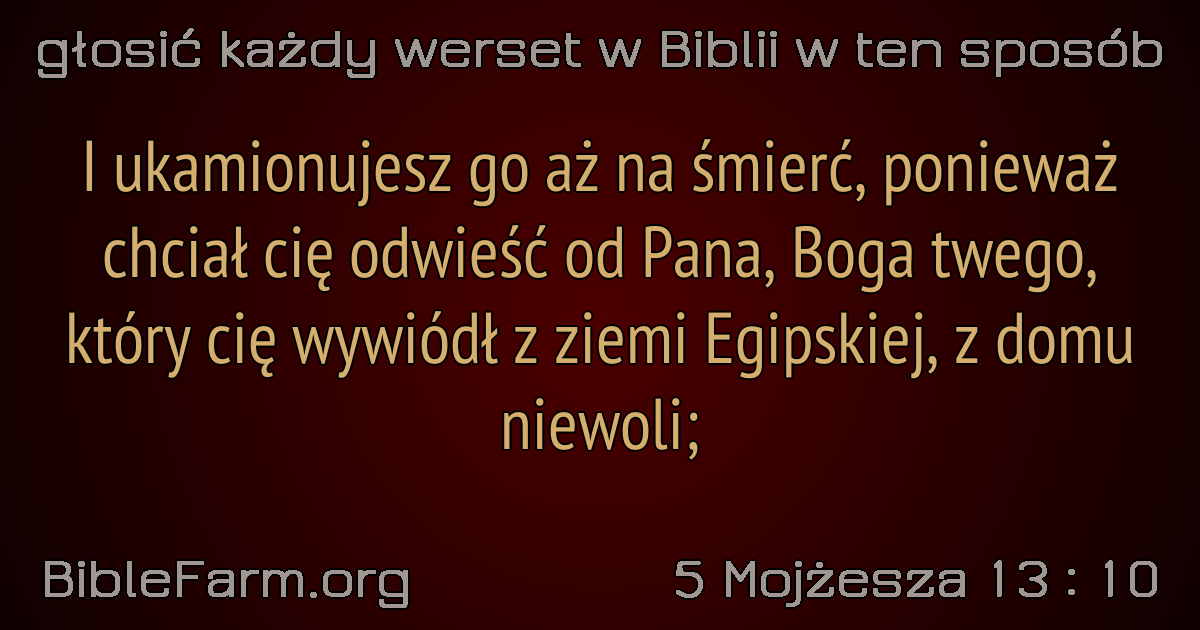 głosić każdy werset w Biblii w ten sposób
I ukamionujesz go aż na śmierć, ponieważ
chciał cię odwieść od Pana, Boga twego,
który cię wywiódł z ziemi Egipskiej, z domu
niewoli;
BibleFarm.org
5 Mojżesza 13 : 10